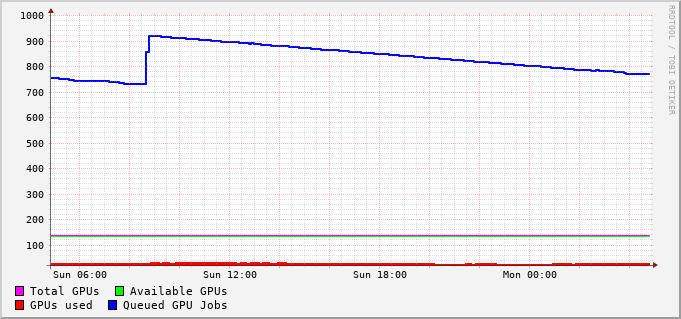 1000
900
800
700
600
500
400
300
200
100
Sun 06:00 Sun 12:00 Sun 18:00 Mon 00:00
Total GPUs Available GPUs
GPUs used Queued GPU Jobs
RRDTOOL / TOBI OETIKER